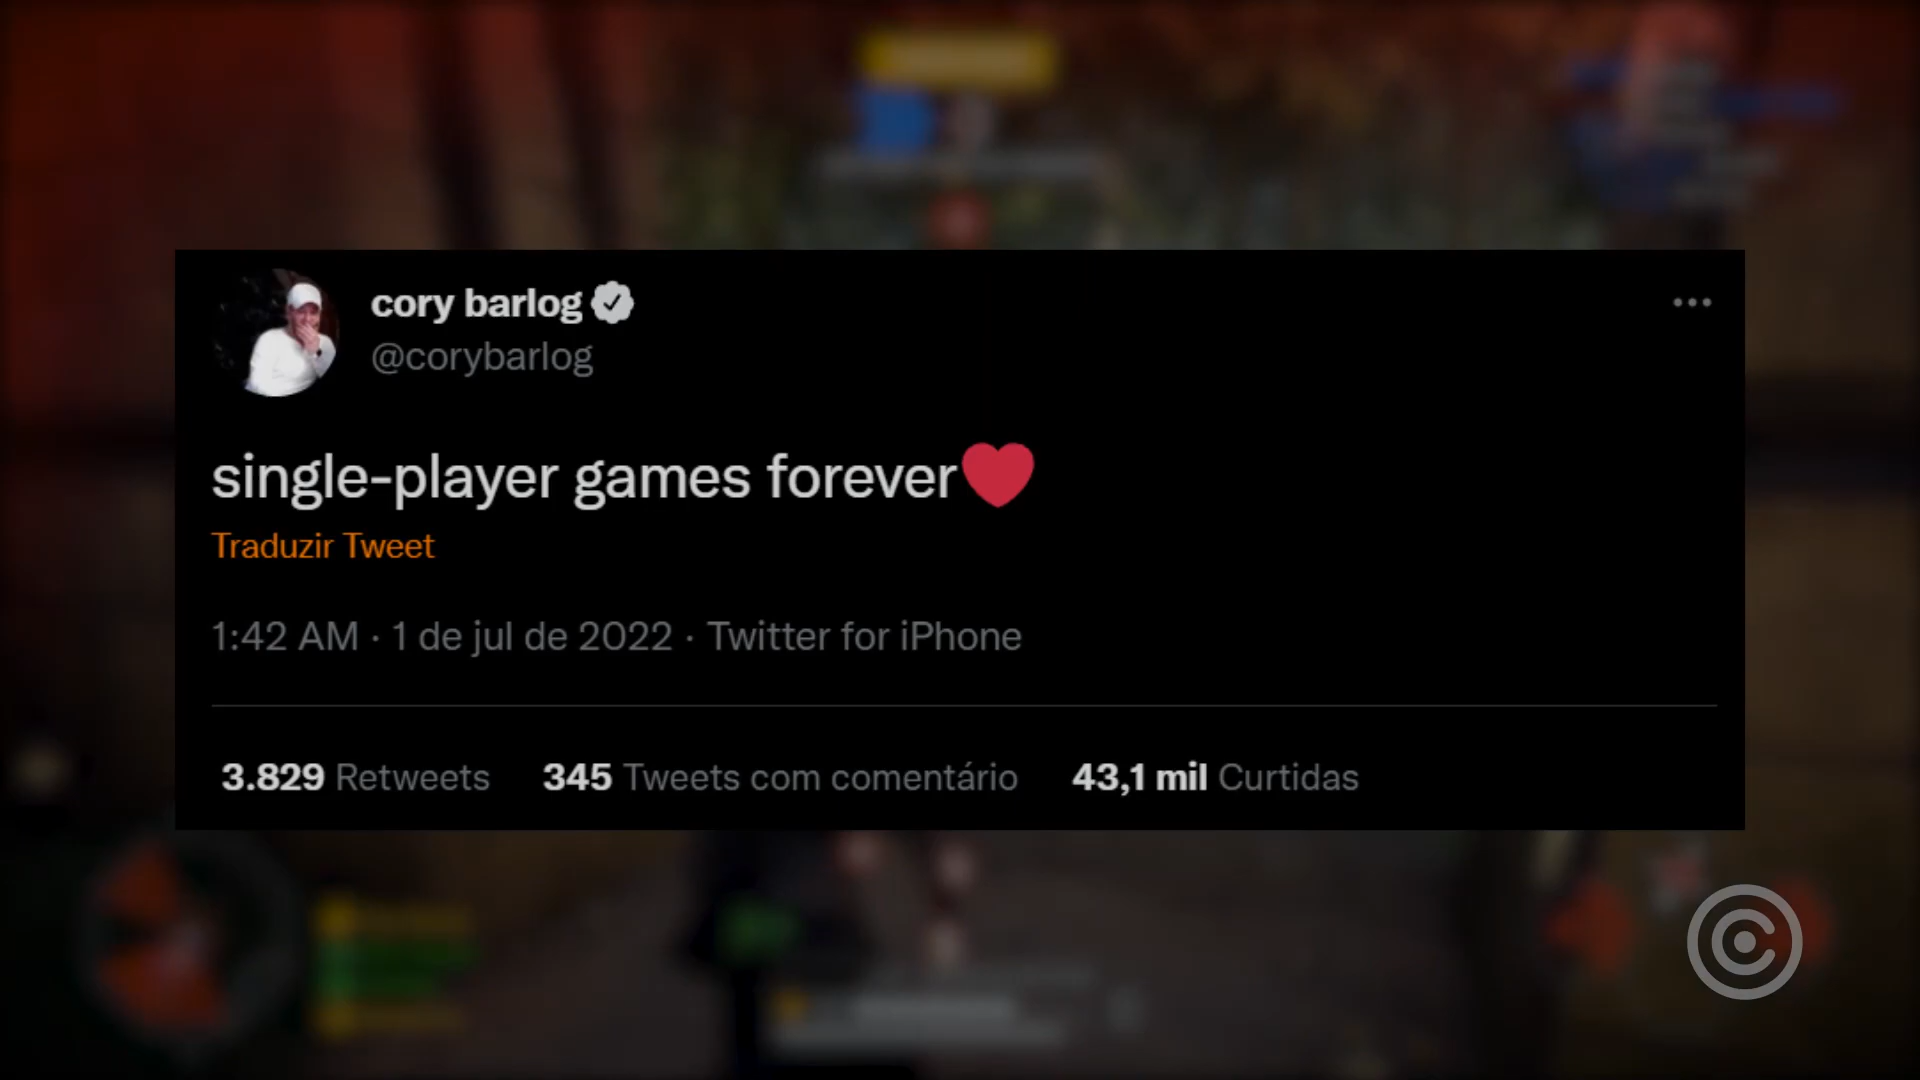 cory barlog
@corybarlog
single-player games forever❤️
Traduzir Tweet
1:42 AM · 1 de jul de 2022 · Twitter for iPhone
3.829 Retweets 345 Tweets com comentário 43,1 mil Curtidas